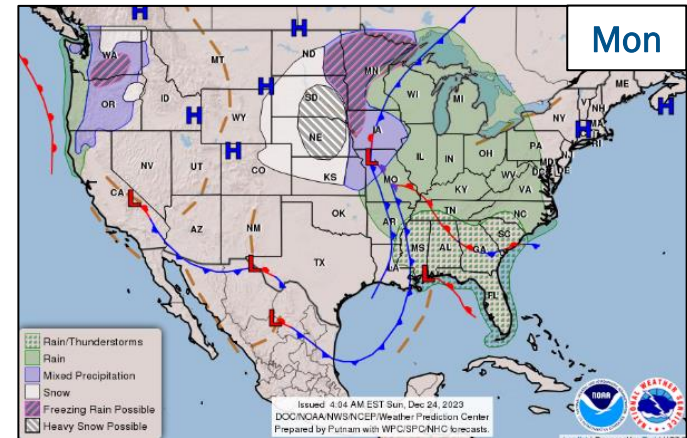 Mon
H
H
H
H
H
H
H
H
L
L
L
L
L
WA
OR
CA
NV
ID
MT
WY
UT
AZ
CO
NM
ND
SD
NE
KS
OK
TX
MN
IA
MO
AR
LA
WI
IL
MI
IN
OH
KY
TN
MS
AL
GA
FL
SC
NC
VA
WV
PA
NY
ME
NH
MD
DE
Rain/Thunderstorms
Rain
Mixed Precipitation
Snow
Freezing Rain Possible
Heavy Snow Possible
Issued 4:04 AM EST Sun, Dec 24, 2023
DOC/NOAA/NWS/NCEP/Weather Prediction Center
Prepared by Putnam with WPC/SPC/NHC forecasts.
NOAA